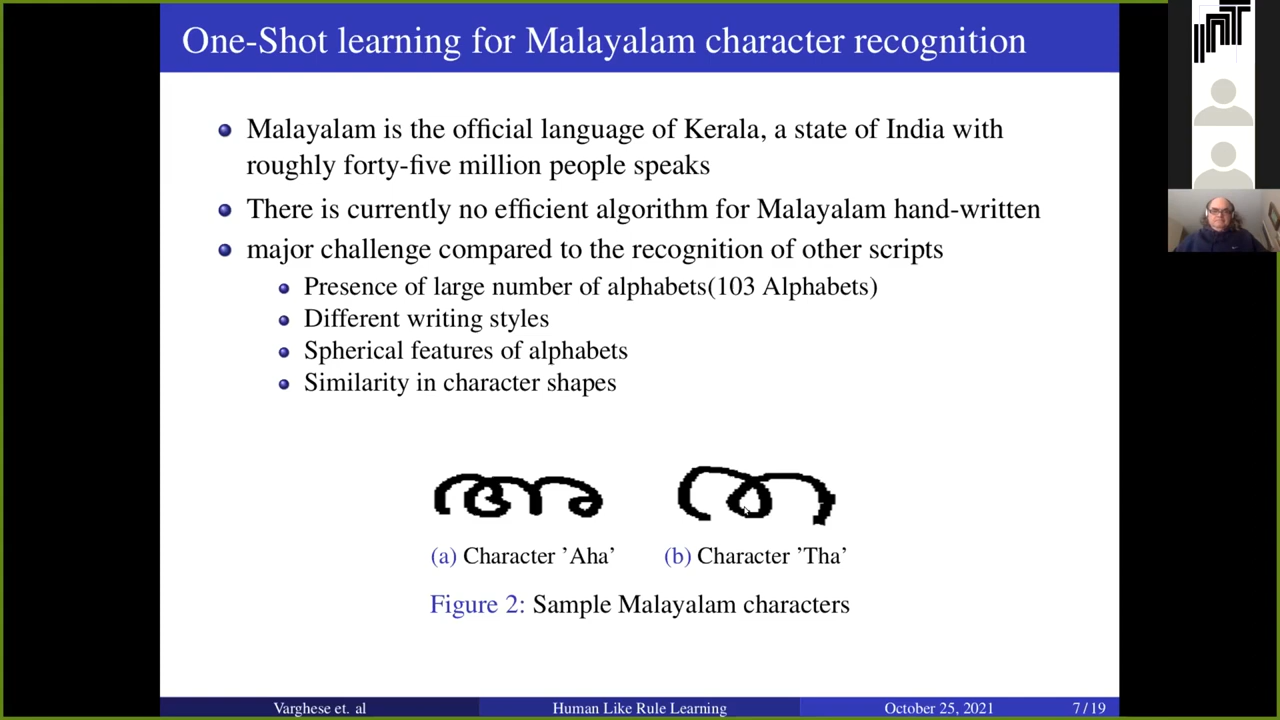 One-Shot learning for Malayalam character recognition
Malayalam is the official language of Kerala, a state of India with
roughly forty-five million people speaks
There is currently no efficient algorithm for Malayalam hand-written
major challenge compared to the recognition of other scripts
Presence of large number of alphabets(103 Alphabets)
Different writing styles
Spherical features of alphabets
Similarity in character shapes
അ ത
(a) Character ’Aha’ (b) Character ’Tha’
Figure 2: Sample Malayalam characters
Varghese et. al Human Like Rule Learning October 25, 2021 7 / 19